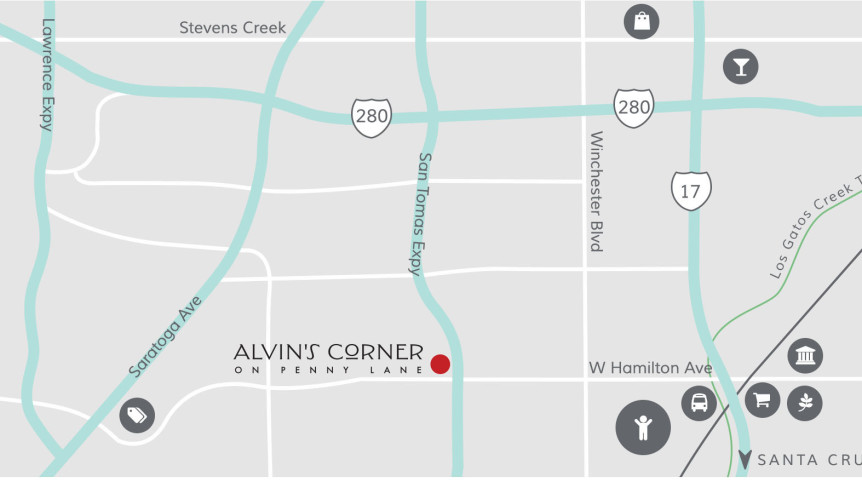 Stevens Creek
Lawrence Expy
280
280
San Tomas Expy
Winchester Blvd
17
Los Gatos Creek T
Saratoga Ave
ALVIN'S CORNER
ON PENNY LANE
W Hamilton Ave
SANTA CRU